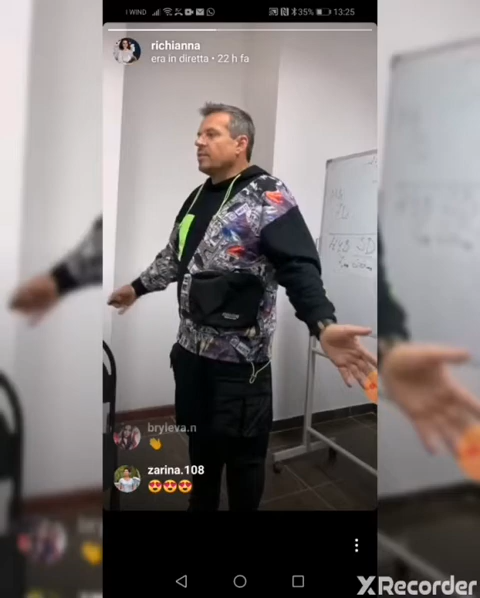 I WIND
35%
13:25
richianna
era in diretta • 22 h fa
bryleva.n
zarina.108
XRecorder